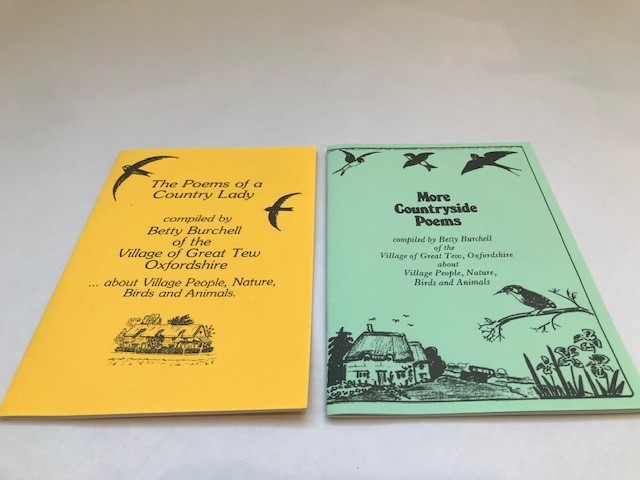 The Poems of a
Country Lady
compiled by
Betty Burchell
of the
Village of Great Tew
Oxfordshire
... about Village People, Nature,
Birds and Animals.
More
Countryside
Poems
compiled by Betty Burchell
of the
Village of Great Tew, Oxfordshire
about
Village People, Nature,
Birds and Animals